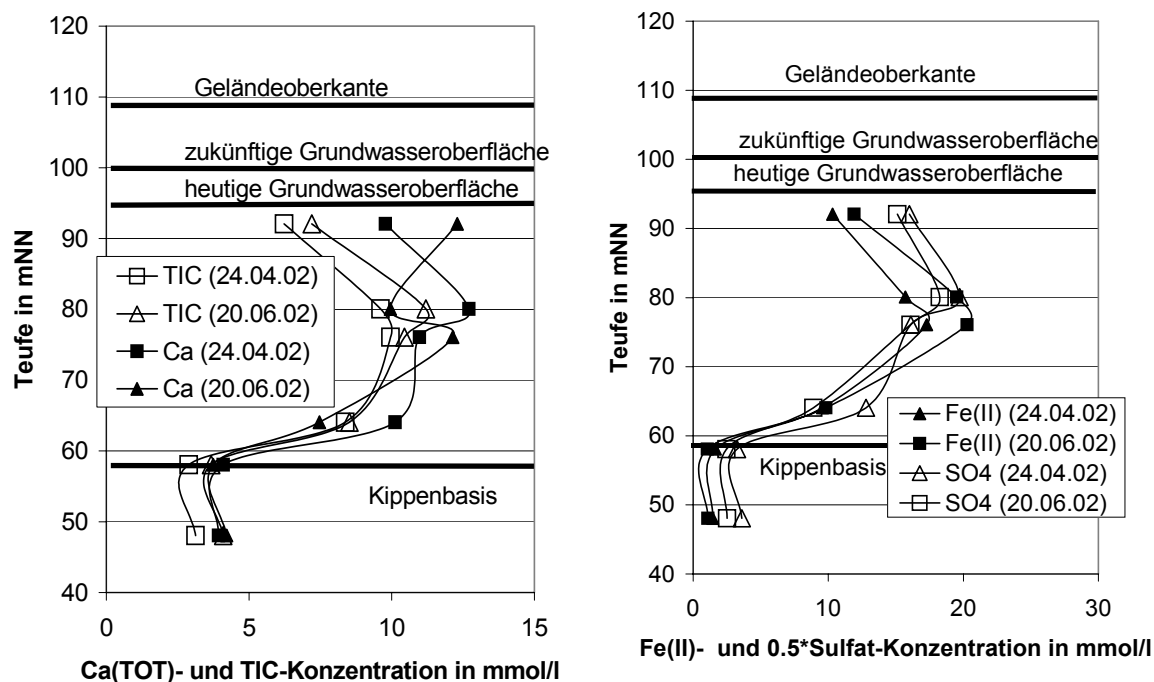 120
110
100
90
80
70
60
50
40
Teufe in mNN
Geländeoberkante
zukünftige Grundwasseroberfläche
heutige Grundwasseroberfläche
TIC (24.04.02)
TIC (20.06.02)
Ca (24.04.02)
Ca (20.06.02)
Kippenbasis
0
5
10
15
Ca(TOT)- und TIC-Konzentration in mmol/l
120
110
100
90
80
70
60
50
40
Teufe in mNN
Geländeoberkante
zukünftige Grundwasseroberfläche
heutige Grundwasseroberfläche
Kippenbasis
Fe(II) (24.04.02)
Fe(II) (20.06.02)
SO4 (24.04.02)
SO4 (20.06.02)
0
10
20
30
Fe(II)- und 0.5*Sulfat-Konzentration in mmol/l